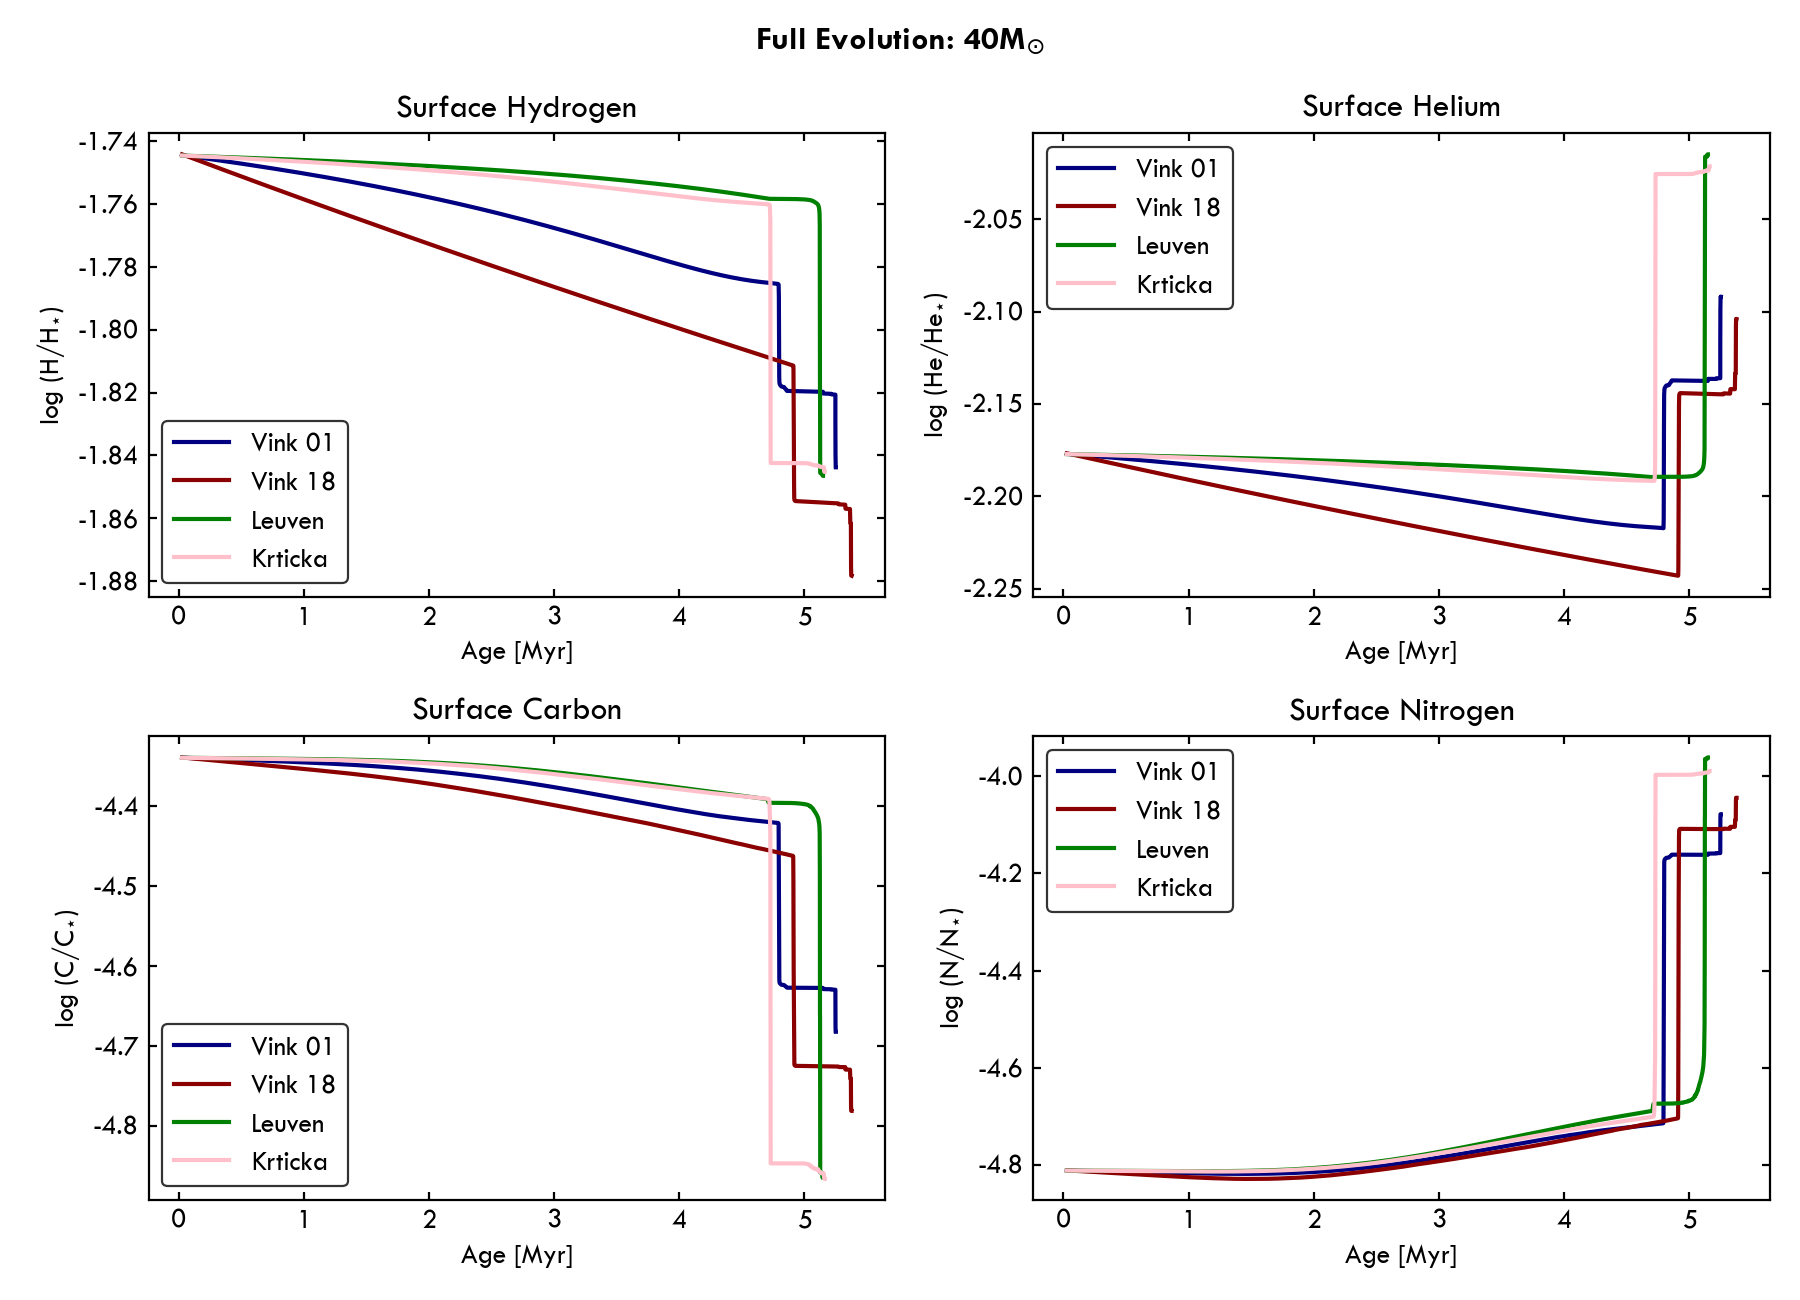 Full Evolution: 40M☉
Surface Hydrogen
-1.74
-1.76
-1.78
-1.80
-1.82
-1.84
-1.86
-1.88
log (H/H⋆)
Vink 01
Vink 18
Leuven
Krticka
0 1 2 3 4 5
Age [Myr]
Surface Helium
-2.05
-2.10
-2.15
-2.20
-2.25
log (He/He⋆)
Vink 01
Vink 18
Leuven
Krticka
0 1 2 3 4 5
Age [Myr]
Surface Carbon
-4.4
-4.5
-4.6
-4.7
-4.8
log (C/C⋆)
Vink 01
Vink 18
Leuven
Krticka
0 1 2 3 4 5
Age [Myr]
Surface Nitrogen
-4.0
-4.2
-4.4
-4.6
-4.8
log (N/N⋆)
Vink 01
Vink 18
Leuven
Krticka
0 1 2 3 4 5
Age [Myr]